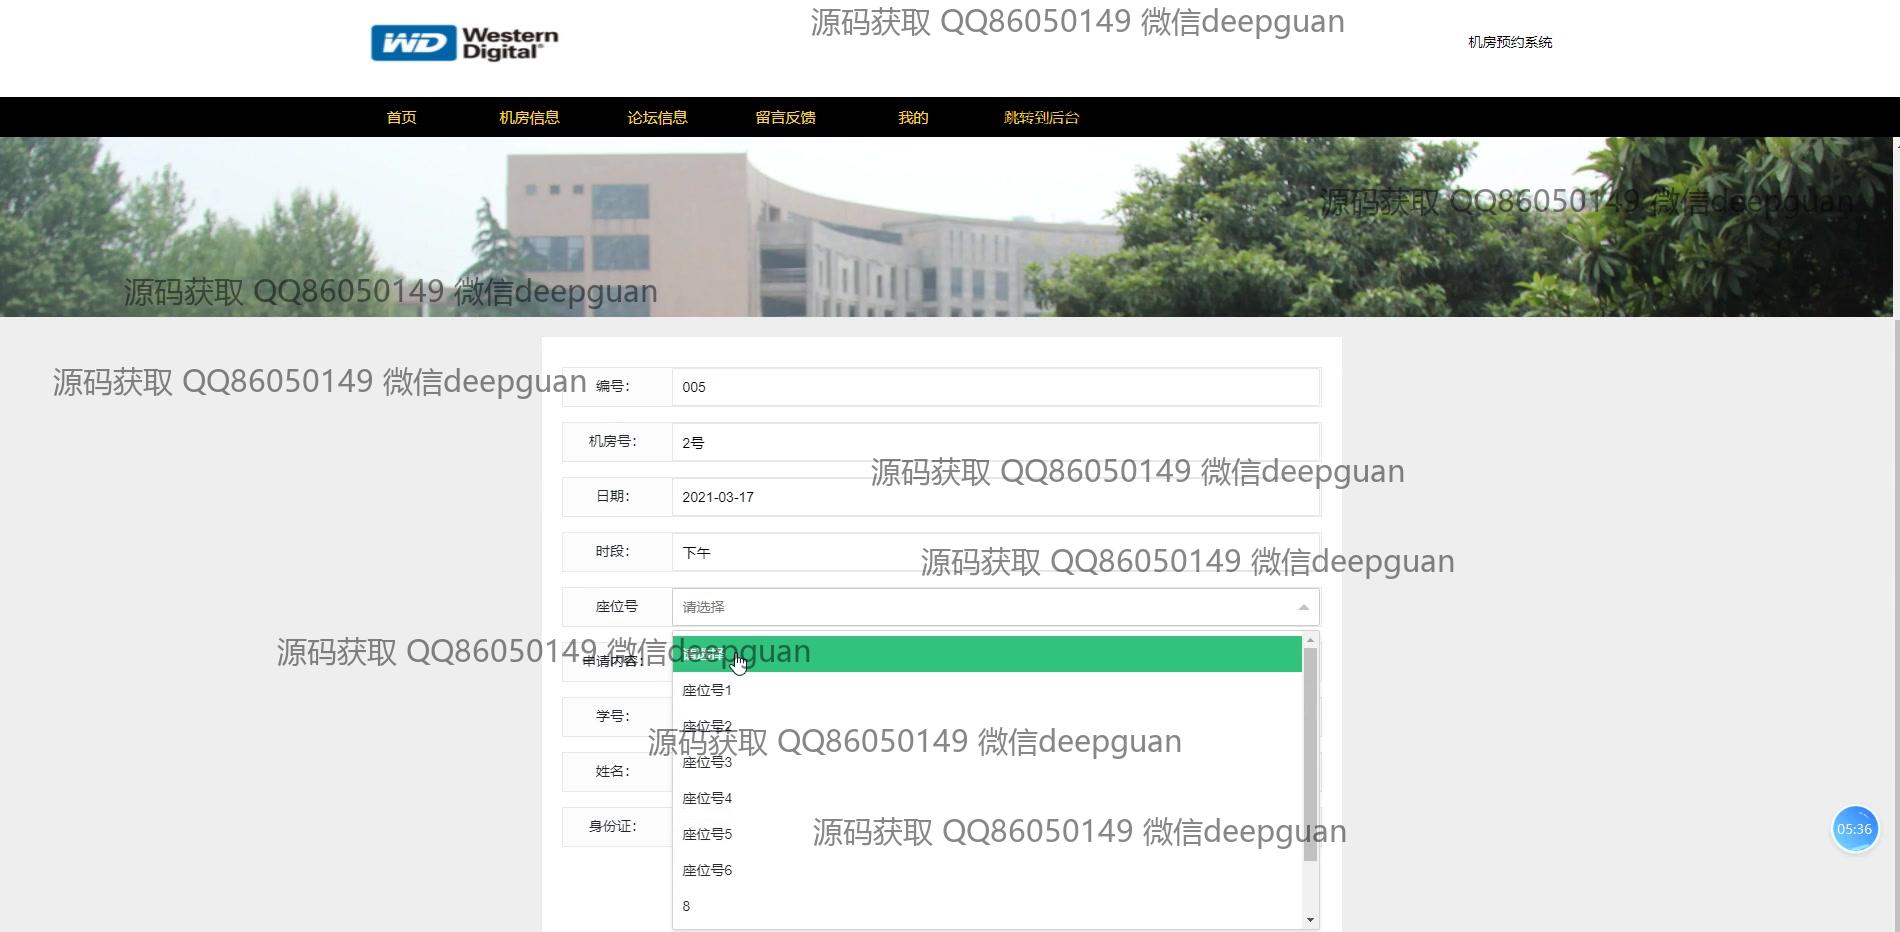 源码获取 QQ86050149 微信deepguan
WD Western Digital
机房预约系统
首页 机房信息 论坛信息 留言反馈 我的 跳转到后台
源码获取 QQ86050149 微信deepguan
源码获取 QQ86050149 微信deepguan
源码获取 QQ86050149 微信deepguan
编号： 005
机房号： 2号
源码获取 QQ86050149 微信deepguan
日期： 2021-03-17
时段： 下午
源码获取 QQ86050149 微信deepguan
座位号 请选择
源码获取 QQ86050149 微信deepguan
申请内容： 请选择
座位号1
学号： 座位号2
源码获取 QQ86050149 微信deepguan
座位号3
姓名： 座位号4
身份证： 座位号5
源码获取 QQ86050149 微信deepguan
05:36
座位号6
8